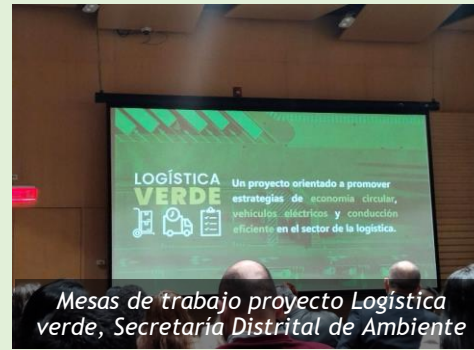 LOGÍSTICA
VERDE
Un proyecto orientado a promover
estrategias de economía circular,
vehículos eléctricos y conducción
eficiente en el sector de la logística.
Mesas de trabajo proyecto Logística
verde, Secretaría Distrital de Ambiente